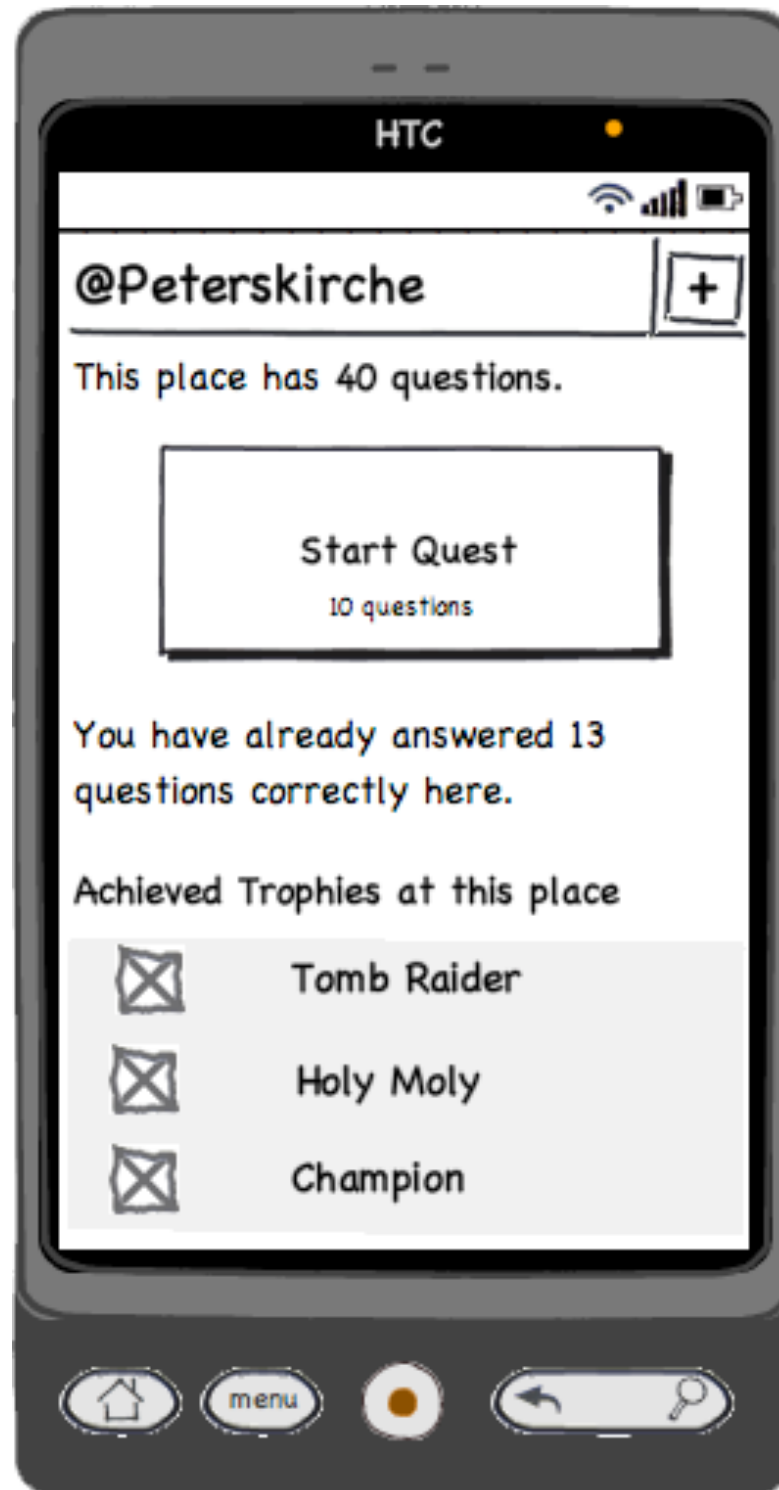 HTC
@Peterskirche
+
This place has 40 questions.
Start Quest
10 questions
You have already answered 13
questions correctly here.
Achieved Trophies at this place
Tomb Raider
Holy Moly
Champion
menu